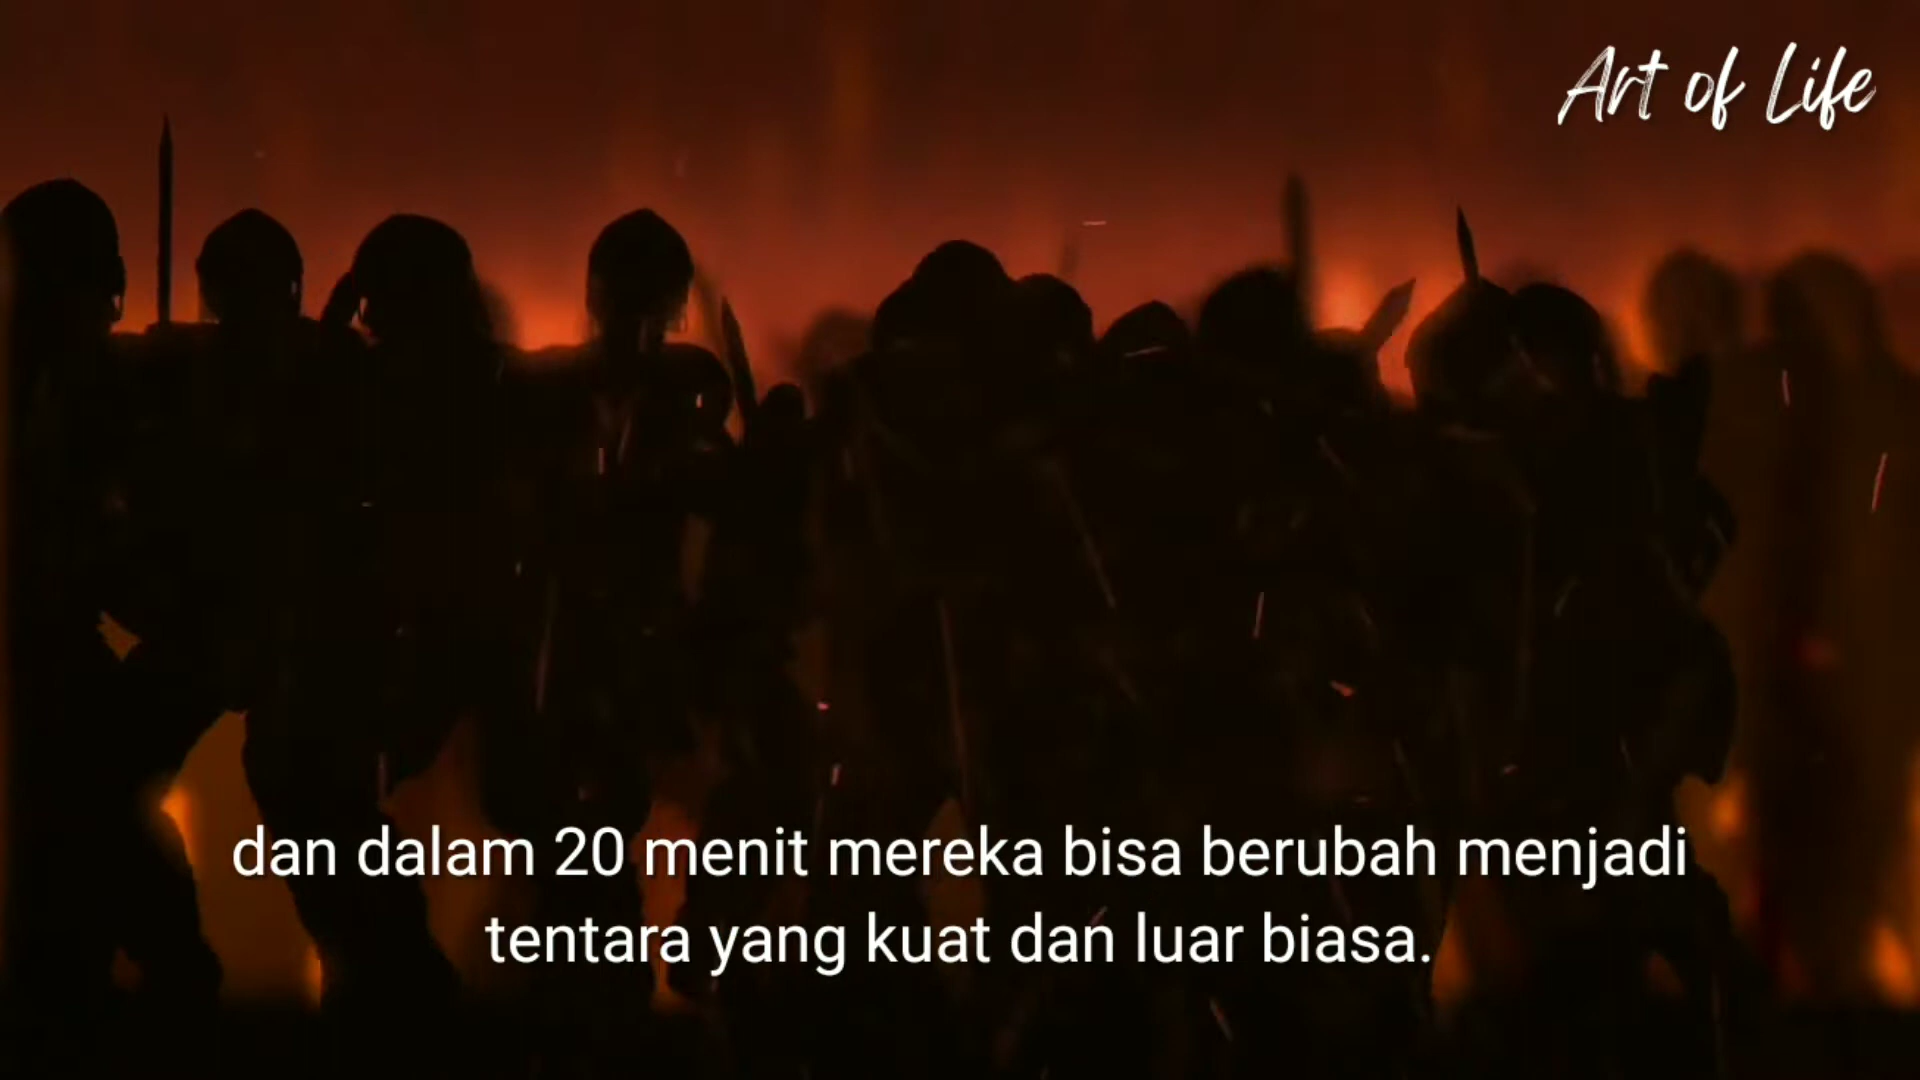 Art of Life
dan dalam 20 menit mereka bisa berubah menjadi
tentara yang kuat dan luar biasa.